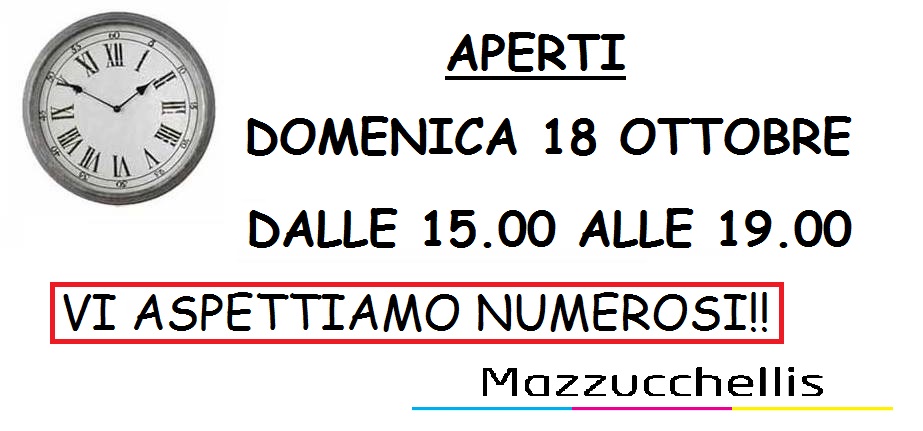 APERTI
DOMENICA 18 OTTOBRE
DALLE 15.00 ALLE 19.00
VI ASPETTIAMO NUMEROSI!!
Mazzucchellis